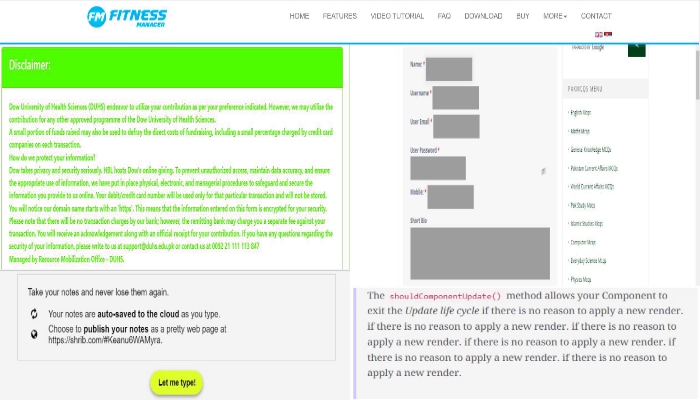 FM FITNESS
MANAGER
HOME FEATURES VIDEO TUTORIAL FAQ DOWNLOAD BUY MORE CONTACT
Disclaimer:
Dow University of Health Sciences (DUHS) endeavor to utilize your contribution as per your preference indicated. However, we may utilise the
contribution for any other approved programme of the Dow University of Health Sciences.
A small portion of funds raised may also be used to defray the direct costs of fundraising, including a small percentage charged by credit card
companies on each transaction.
How do we protect your information?
Dow takes privacy and security seriously. HBL hosts Dow's online giving. To prevent unauthorized access, maintain data accuracy, and ensure
the appropriate use of information, we have put in place physical, electronic, and managerial procedures to safeguard and secure the
information you provide to us online. Your debit/credit card number will be used only for that particular transaction and will not be stored.
You will notice our domain name starts with an 'https'. This means that the information entered on this form is encrypted for your security.
Please note that there will be no transaction charges by our bank; however, the remitting bank may charge you a separate fee against your
transaction. You will receive an acknowledgement along with an official receipt for your contribution. If you have any questions regarding the
security of your information, please write to us at support@duhs.edu.pk or contact us at 0092 21 111 113 847
Managed by Resource Mobilization Office - DUHS.
Name: *
Username *
User Email *
User Password *
Mobile: *
Short Bio
Google
PAKMCQS MENU
English Mcqs
Maths Mcqs
General Knowledge MCQs
Pakistan Current Affairs MCQs
World Current Affairs MCQs
Pak Study Mcqs
Islamic Studies Mcqs
Computer Mcqs
Everyday Science Mcqs
Physics Mcqs
Take your notes and never lose them again.
Your notes are auto-saved to the cloud as you type.
Choose to publish your notes as a pretty web page at
https://shrib.com/#Keanu6WAMyra.
Let me type!
The shouldComponentUpdate() method allows your Component to
exit the Update life cycle if there is no reason to apply a new render.
if there is no reason to apply a new render. if there is no reason to
apply a new render. if there is no reason to apply a new render. if
there is no reason to apply a new render. if there is no reason to
apply a new render.